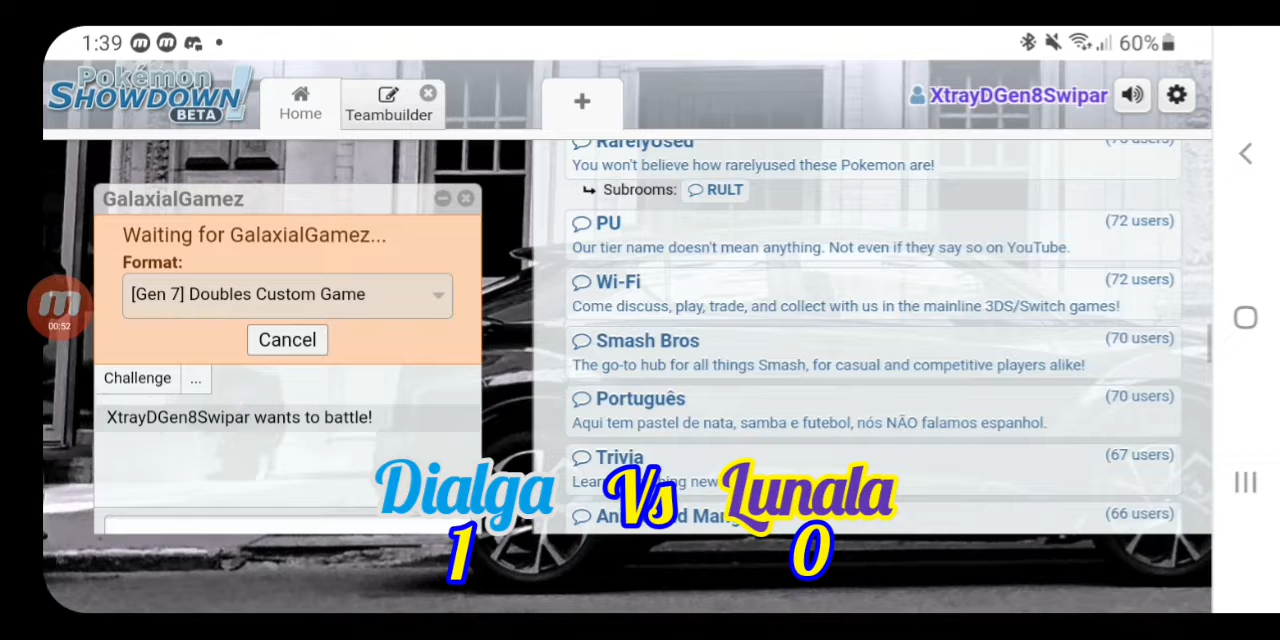 1:39
60%
Pokémon
SHOWDOWN!
BETA
Home
Teambuilder
+
XtrayDGen8Swipar
GalaxialGamez
Waiting for GalaxialGamez...
Format:
[Gen 7] Doubles Custom Game
Cancel
Challenge
...
XtrayDGen8Swipar wants to battle!
00:52
RarelyUsed
You won't believe how rarelyused these Pokemon are!
Subrooms: RULT
PU (72 users)
Our tier name doesn't mean anything. Not even if they say so on YouTube.
Wi-Fi (72 users)
Come discuss, play, trade, and collect with us in the mainline 3DS/Switch games!
Smash Bros (70 users)
The go-to hub for all things Smash, for casual and competitive players alike!
Português (70 users)
Aqui tem pastel de nata, samba e futebol, nós NÃO falamos espanhol.
Trivia (67 users)
(66 users)
Dialga Vs Lunala
1 0